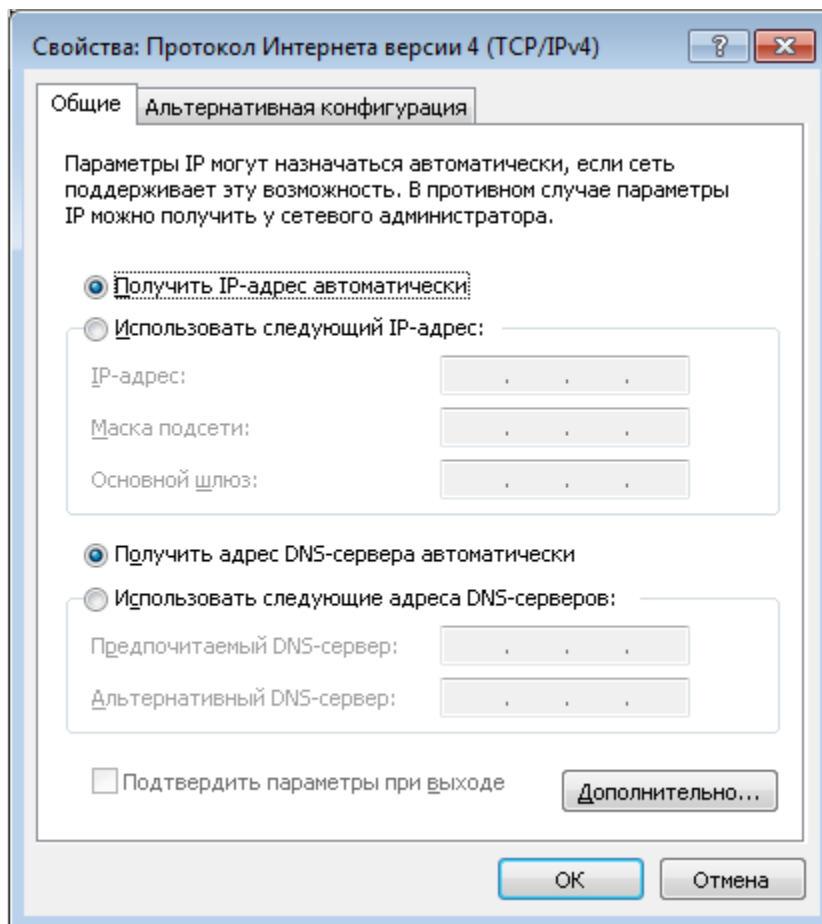 Свойства: Протокол Интернета версии 4 (TCP/IPv4)
Общие
Альтернативная конфигурация
Параметры IP могут назначаться автоматически, если сеть
поддерживает эту возможность. В противном случае параметры
IP можно получить у сетевого администратора.
Получить IP-адрес автоматически
Использовать следующий IP-адрес:
IP-адрес:
Маска подсети:
Основной шлюз:
Получить адрес DNS-сервера автоматически
Использовать следующие адреса DNS-серверов:
Предпочитаемый DNS-сервер:
Альтернативный DNS-сервер:
Подтвердить параметры при выходе
Дополнительно...
ОК
Отмена